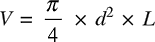 V = π/4 × d² × L